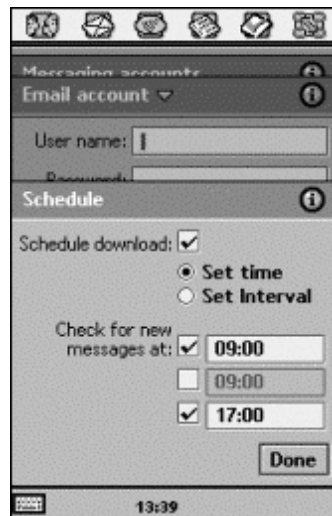 Messaging accounts
Email account
User name:
Password:
Schedule
Schedule download:
Set time
Set Interval
Check for new
messages at:
09:00
09:00
17:00
Done
13:39